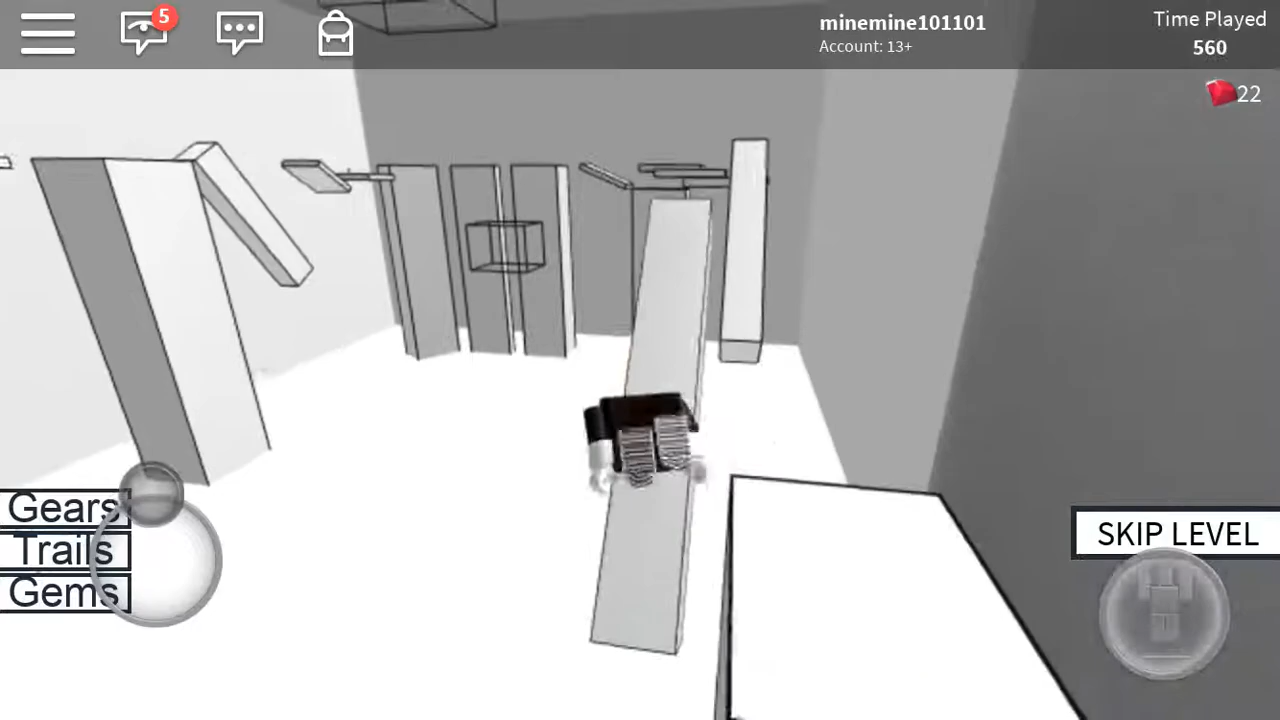 5
minemine101101
Account: 13+
Time Played
560
22
Gears
Trails
Gems
SKIP LEVEL